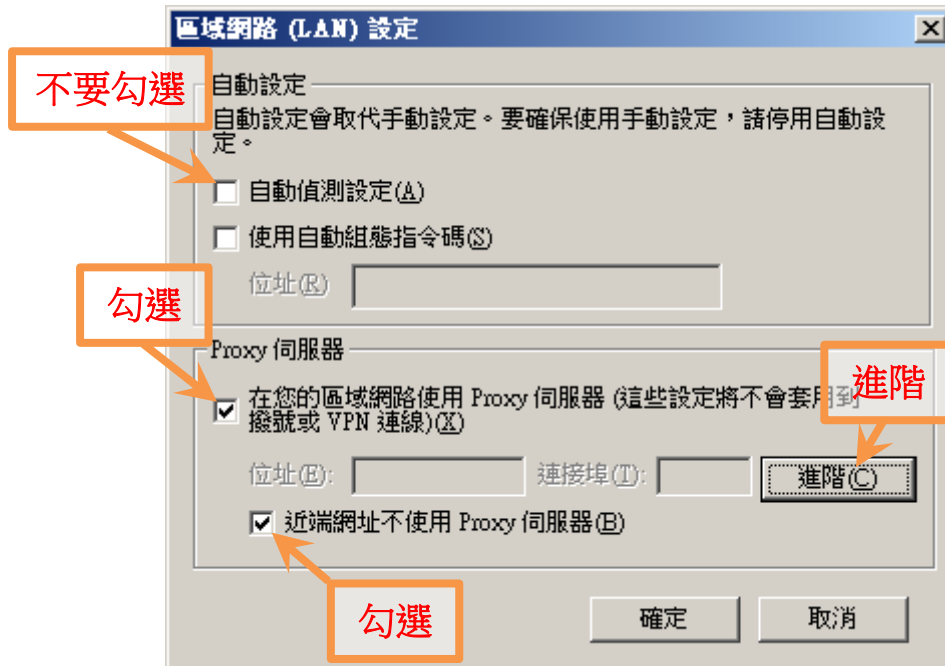 區域網路 (LAN) 設定
不要勾選
自動設定
自動設定會取代手動設定。要確保使用手動設定，請停用自動設
定。
自動偵測設定(A)
使用自動組態指令碼(S)
位址(R)
勾選
Proxy 伺服器
進階
在您的區域網路使用 Proxy 伺服器 (這些設定將不會套用到
撥號或 VPN 連線)(X)
位址(E):
連接埠(T):
進階(C)
近端網址不使用 Proxy 伺服器(B)
勾選
確定
取消